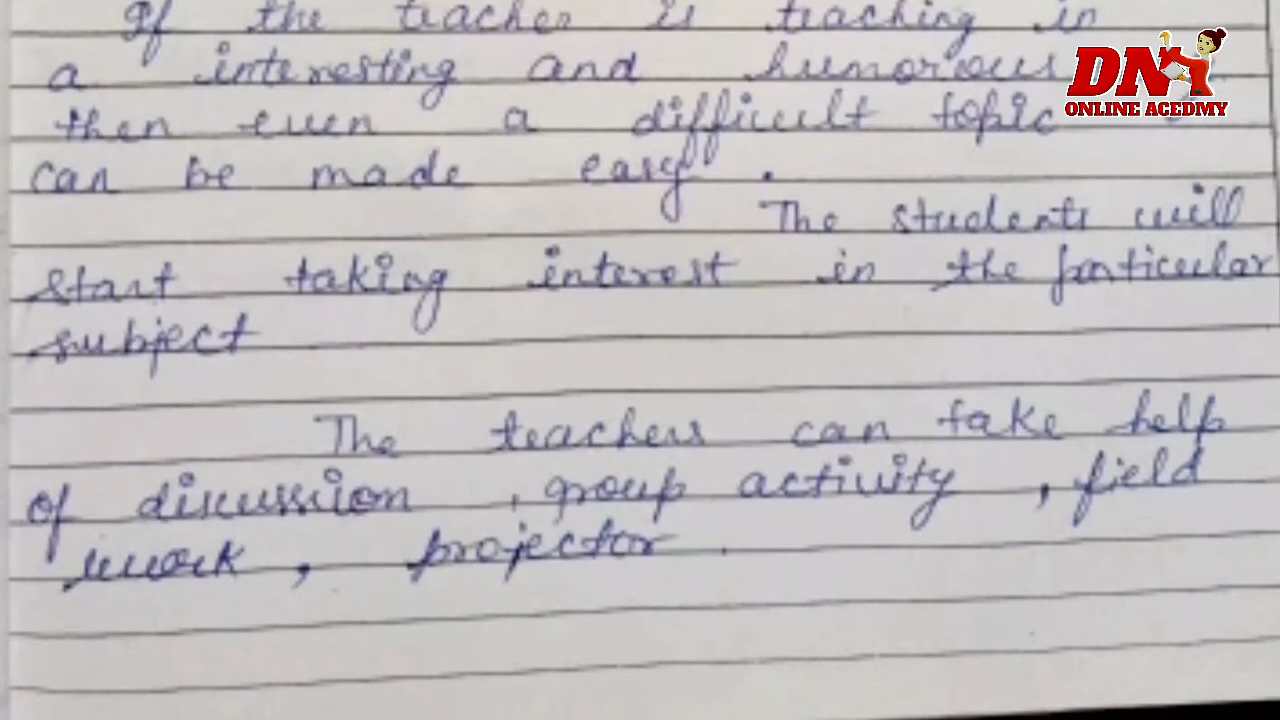 If the teacher is teaching in
a interesting and humorous
then even a difficult topic
can be made easy .
The students will
start taking interest in the particular
subject
The teachers can take help
of discussion , group activity , field
work , projector .
DN
ONLINE ACEDMY